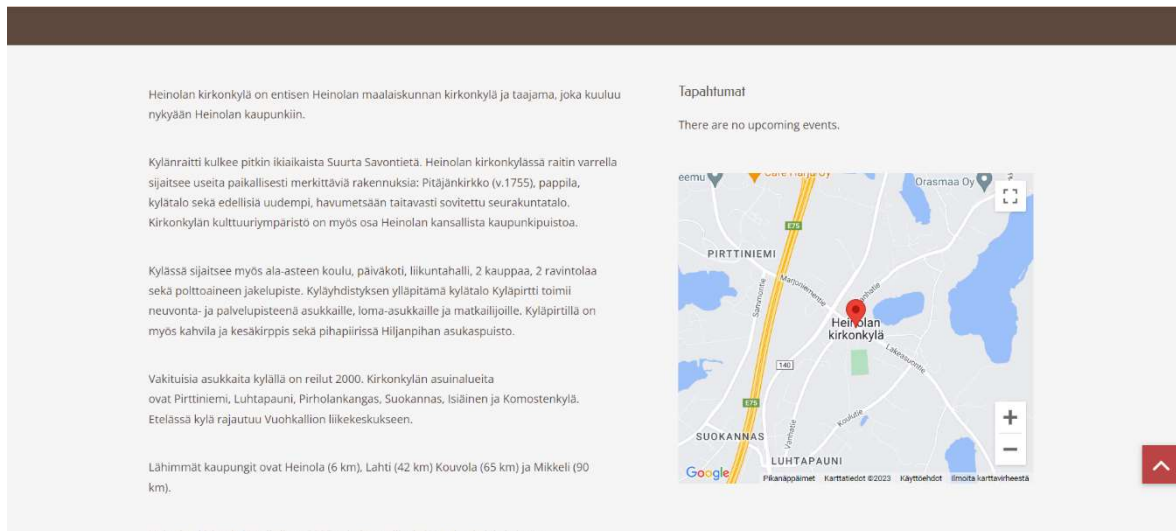 Heinolan kirkonkylä on entisen Heinolan maalaiskunnan kirkonkylä ja taajama, joka kuuluu
nykyään Heinolan kaupunkiin.
Kylänraitti kulkee pitkin ikiaikaista Suurta Savontietä. Heinolan kirkonkylässä raitin varrella
sijaitsee useita paikallisesti merkittäviä rakennuksia: Pitäjänkirkko (v.1755), pappila,
kylätalo sekä edellisiä uudempi, havumetsään taitavasti sovitettu seurakuntatalo.
Kirkonkylän kulttuuriympäristö on myös osa Heinolan kansallista kaupunkipuistoa.
Kylässä sijaitsee myös ala-asteen koulu, päiväkoti, liikuntahalli, 2 kauppaa, 2 ravintolaa
sekä polttoaineen jakelupiste. Kyläyhdistyksen ylläpitämä kylätalo Kyläpirtti toimii
neuvonta- ja palvelupisteenä asukkaille, loma-asukkaille ja matkailijoille. Kyläpirtillä on
myös kahvila ja kesäkirppis sekä pihapiirissä Hiljanpihan asukaspuisto.
Vakituisia asukkaita kylällä on reilut 2000. Kirkonkylän asuinalueita
ovat Pirttiniemi, Luhtapauni, Pirholankangas, Suokannas, Isiäinen ja Komostenkylä.
Etelässä kylä rajautuu Vuohkallion liikekeskukseen.
Lähimmät kaupungit ovat Heinola (6 km), Lahti (42 km) Kouvola (65 km) ja Mikkeli (90
km).
Tapahtumat
There are no upcoming events.
Orasmaa Oy
E75
PIRTTINIEMI
Marjoniementie
Sammontie
Vanhatie
Heinolan
kirkonkylä
Lakeasuontie
140
E75
Koulutie
Vanhatie
SUOKANNAS
LUHTAPAUNI
+
−
Google
Pikanäppäimet Karttatiedot ©2023 Käyttöehdot Ilmoita karttavirheestä